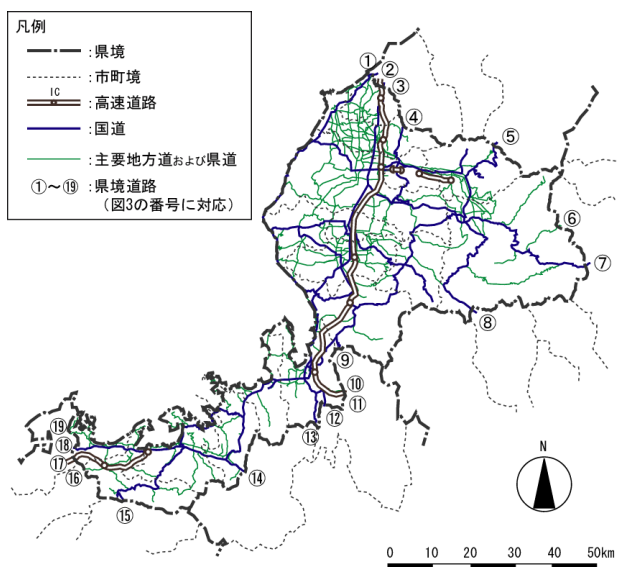 凡例
:県境
:市町境
IC
:高速道路
:国道
:主要地方道および県道
①～⑲:県境道路
(図3の番号に対応)
①
②
③
④
⑤
⑥
⑦
⑧
⑨
⑩
⑪
⑫
⑬
⑭
⑮
⑯
⑰
⑱
⑲
N
0 10 20 30 40 50km